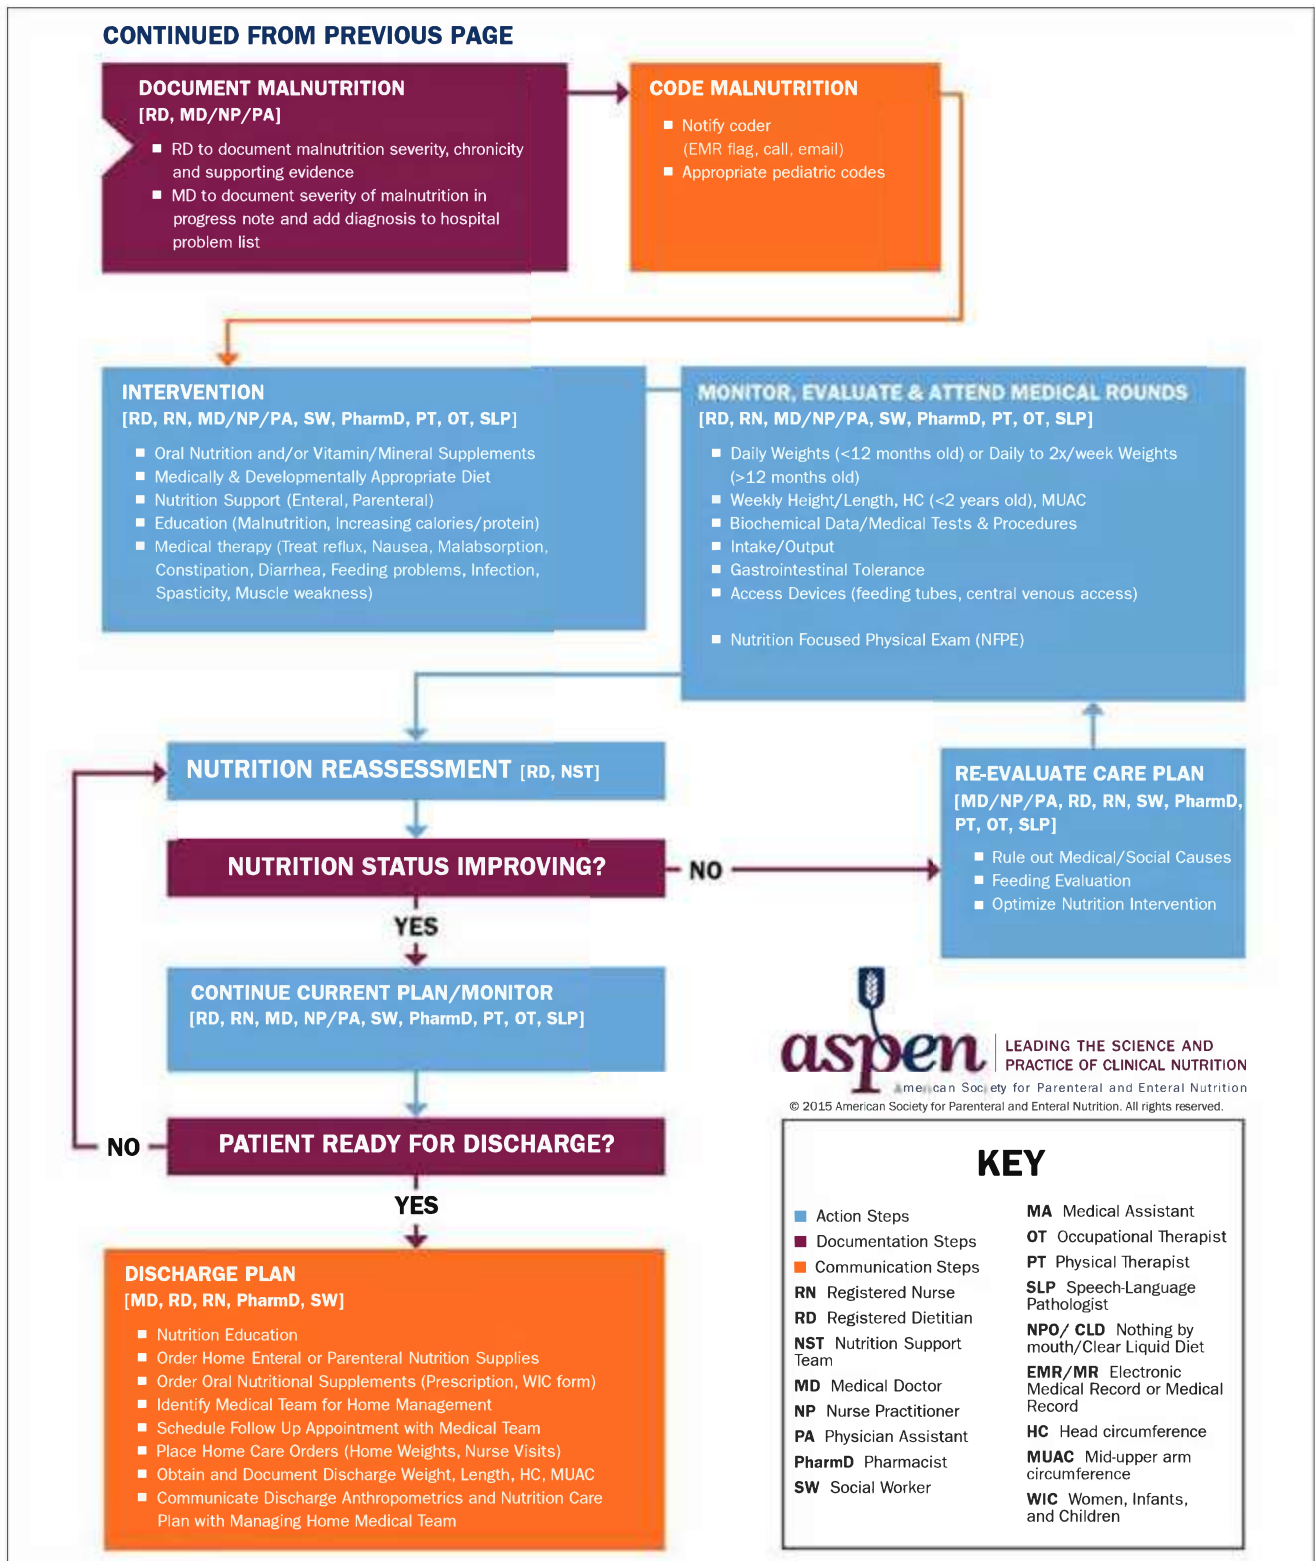 CONTINUED FROM PREVIOUS PAGE
DOCUMENT MALNUTRITION
[RD, MD/NP/PA]
■ RD to document malnutrition severity, chronicity
and supporting evidence
■ MD to document severity of malnutrition in
progress note and add diagnosis to hospital
problem list
CODE MALNUTRITION
■ Notify coder
(EMR flag, call, email)
■ Appropriate pediatric codes
INTERVENTION
[RD, RN, MD/NP/PA, SW, PharmD, PT, OT, SLP]
■ Oral Nutrition and/or Vitamin/Mineral Supplements
■ Medically & Developmentally Appropriate Diet
■ Nutrition Support (Enteral, Parenteral)
■ Education (Malnutrition, Increasing calories/protein)
■ Medical therapy (Treat reflux, Nausea, Malabsorption,
Constipation, Diarrhea, Feeding problems, Infection,
Spasticity, Muscle weakness)
MONITOR, EVALUATE & ATTEND MEDICAL ROUNDS
[RD, RN, MD/NP/PA, SW, PharmD, PT, OT, SLP]
■ Daily Weights (<12 months old) or Daily to 2x/week Weights
(>12 months old)
■ Weekly Height/Length, HC (<2 years old), MUAC
■ Biochemical Data/Medical Tests & Procedures
■ Intake/Output
■ Gastrointestinal Tolerance
■ Access Devices (feeding tubes, central venous access)
■ Nutrition Focused Physical Exam (NFPE)
NUTRITION REASSESSMENT [RD, NST]
NUTRITION STATUS IMPROVING?
NO
RE-EVALUATE CARE PLAN
[MD/NP/PA, RD, RN, SW, PharmD,
PT, OT, SLP]
■ Rule out Medical/Social Causes
■ Feeding Evaluation
■ Optimize Nutrition Intervention
YES
CONTINUE CURRENT PLAN/MONITOR
[RD, RN, MD, NP/PA, SW, PharmD, PT, OT, SLP]
NO
PATIENT READY FOR DISCHARGE?
YES
DISCHARGE PLAN
[MD, RD, RN, PharmD, SW]
■ Nutrition Education
■ Order Home Enteral or Parenteral Nutrition Supplies
■ Order Oral Nutritional Supplements (Prescription, WIC form)
■ Identify Medical Team for Home Management
■ Schedule Follow Up Appointment with Medical Team
■ Place Home Care Orders (Home Weights, Nurse Visits)
■ Obtain and Document Discharge Weight, Length, HC, MUAC
■ Communicate Discharge Anthropometrics and Nutrition Care
Plan with Managing Home Medical Team
aspen
LEADING THE SCIENCE AND
PRACTICE OF CLINICAL NUTRITION
American Society for Parenteral and Enteral Nutrition
© 2015 American Society for Parenteral and Enteral Nutrition. All rights reserved.
KEY
■ Action Steps
■ Documentation Steps
■ Communication Steps
RN Registered Nurse
RD Registered Dietitian
NST Nutrition Support
Team
MD Medical Doctor
NP Nurse Practitioner
PA Physician Assistant
PharmD Pharmacist
SW Social Worker
MA Medical Assistant
OT Occupational Therapist
PT Physical Therapist
SLP Speech-Language
Pathologist
NPO/ CLD Nothing by
mouth/Clear Liquid Diet
EMR/MR Electronic
Medical Record or Medical
Record
HC Head circumference
MUAC Mid-upper arm
circumference
WIC Women, Infants,
and Children